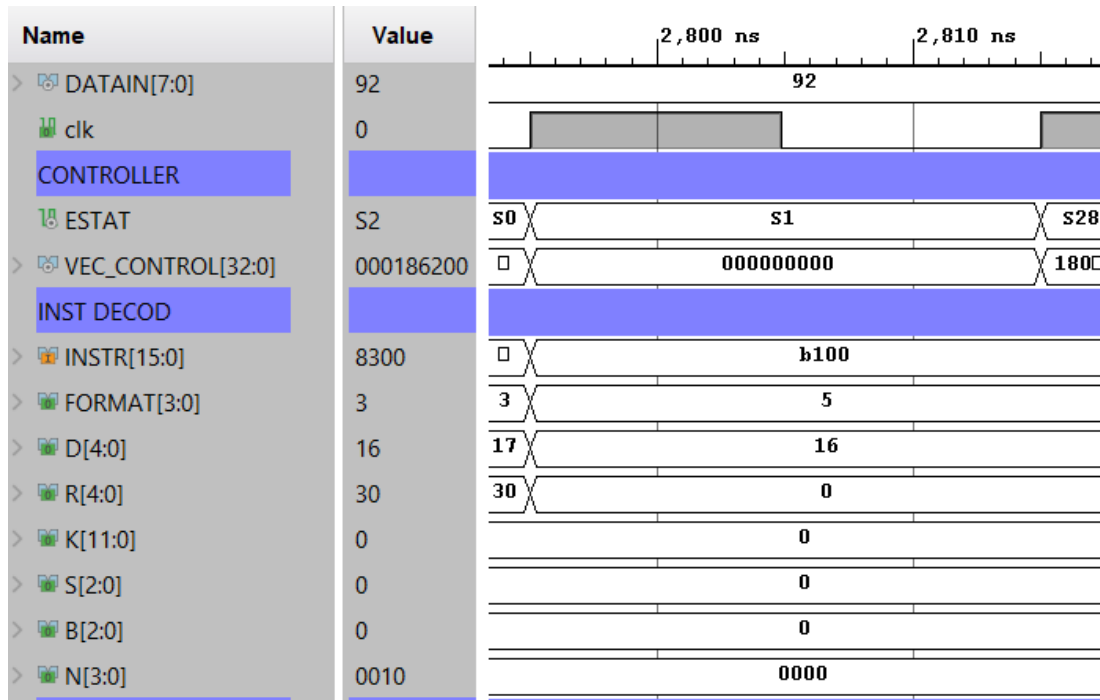 Name Value 2,800 ns 2,810 ns
DATAIN[7:0] 92 92
clk 0
CONTROLLER
ESTAT S2 S0 S1 S28
VEC_CONTROL[32:0] 000186200 000000000 180
INST DECOD
INSTR[15:0] 8300 b100
FORMAT[3:0] 3 3 5
D[4:0] 16 17 16
R[4:0] 30 30 0
K[11:0] 0 0
S[2:0] 0 0
B[2:0] 0 0
N[3:0] 0010 0000